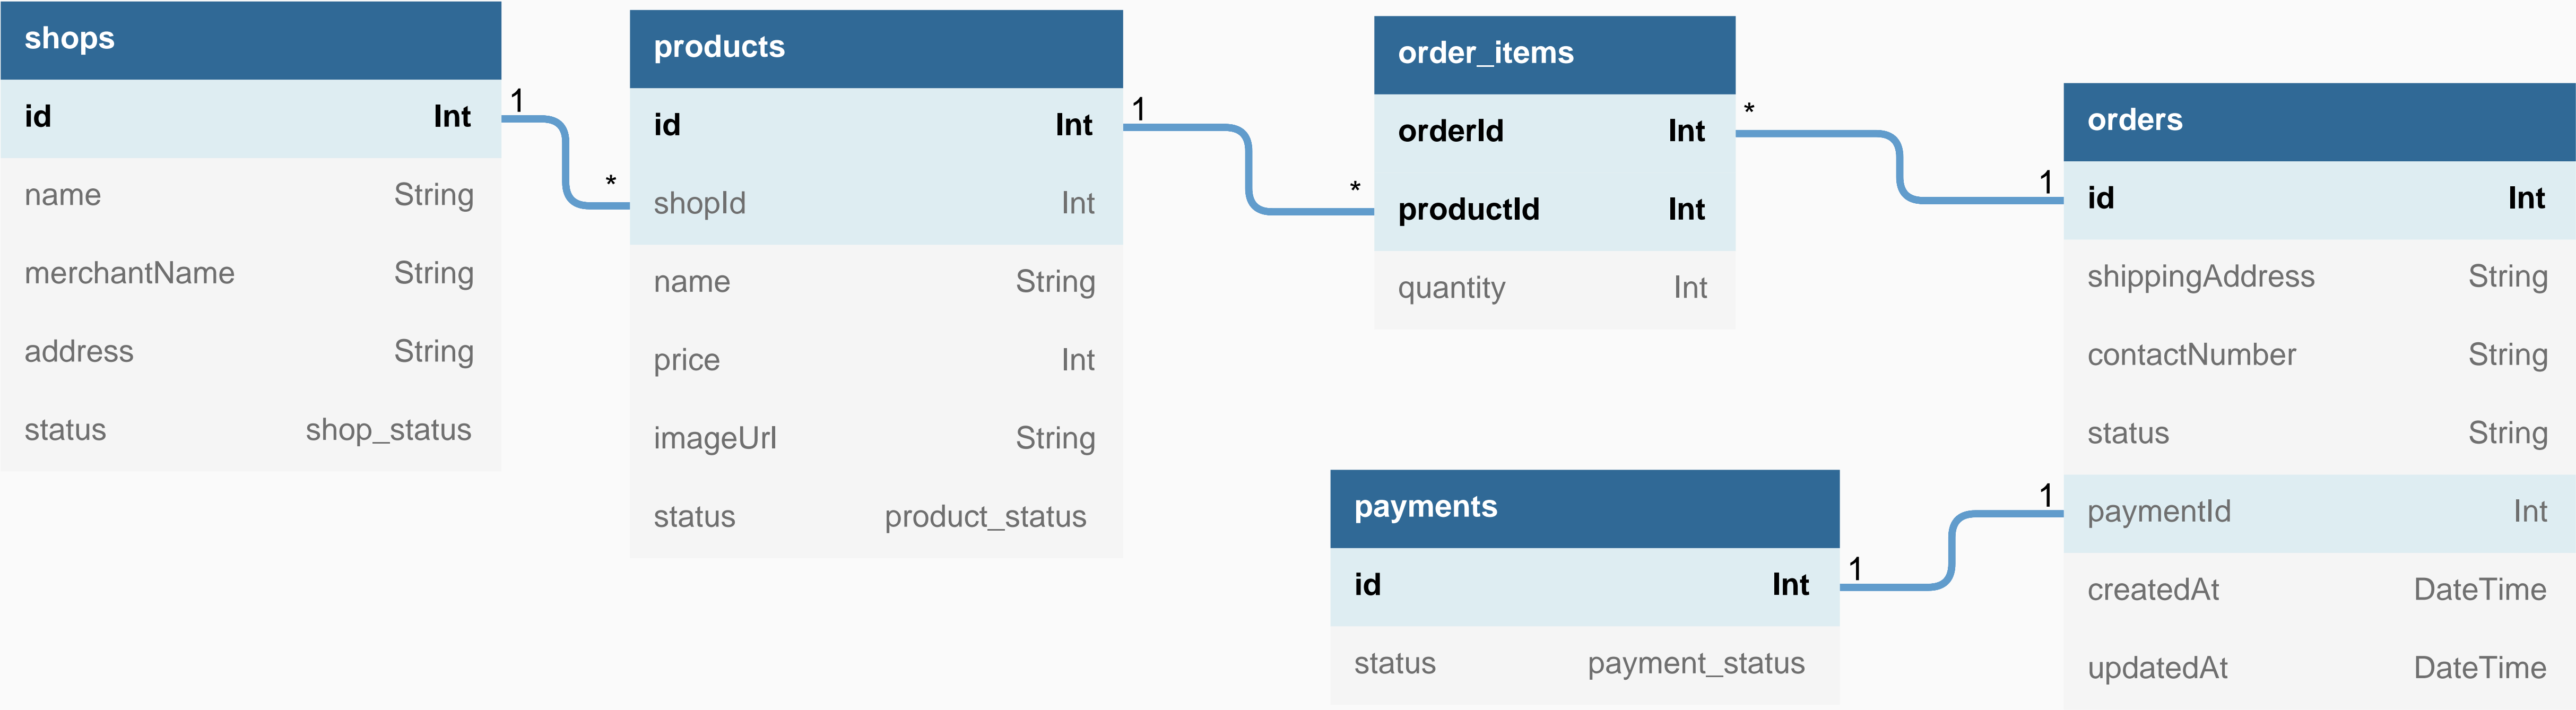 shops
id Int
name String
merchantName String
address String
status shop_status
1
*
products
id Int
shopId Int
name String
price Int
imageUrl String
status product_status
1
*
order_items
orderId Int
productId Int
quantity Int
*
1
orders
id Int
shippingAddress String
contactNumber String
status String
paymentId Int
createdAt DateTime
updatedAt DateTime
payments
id Int
status payment_status
1
1